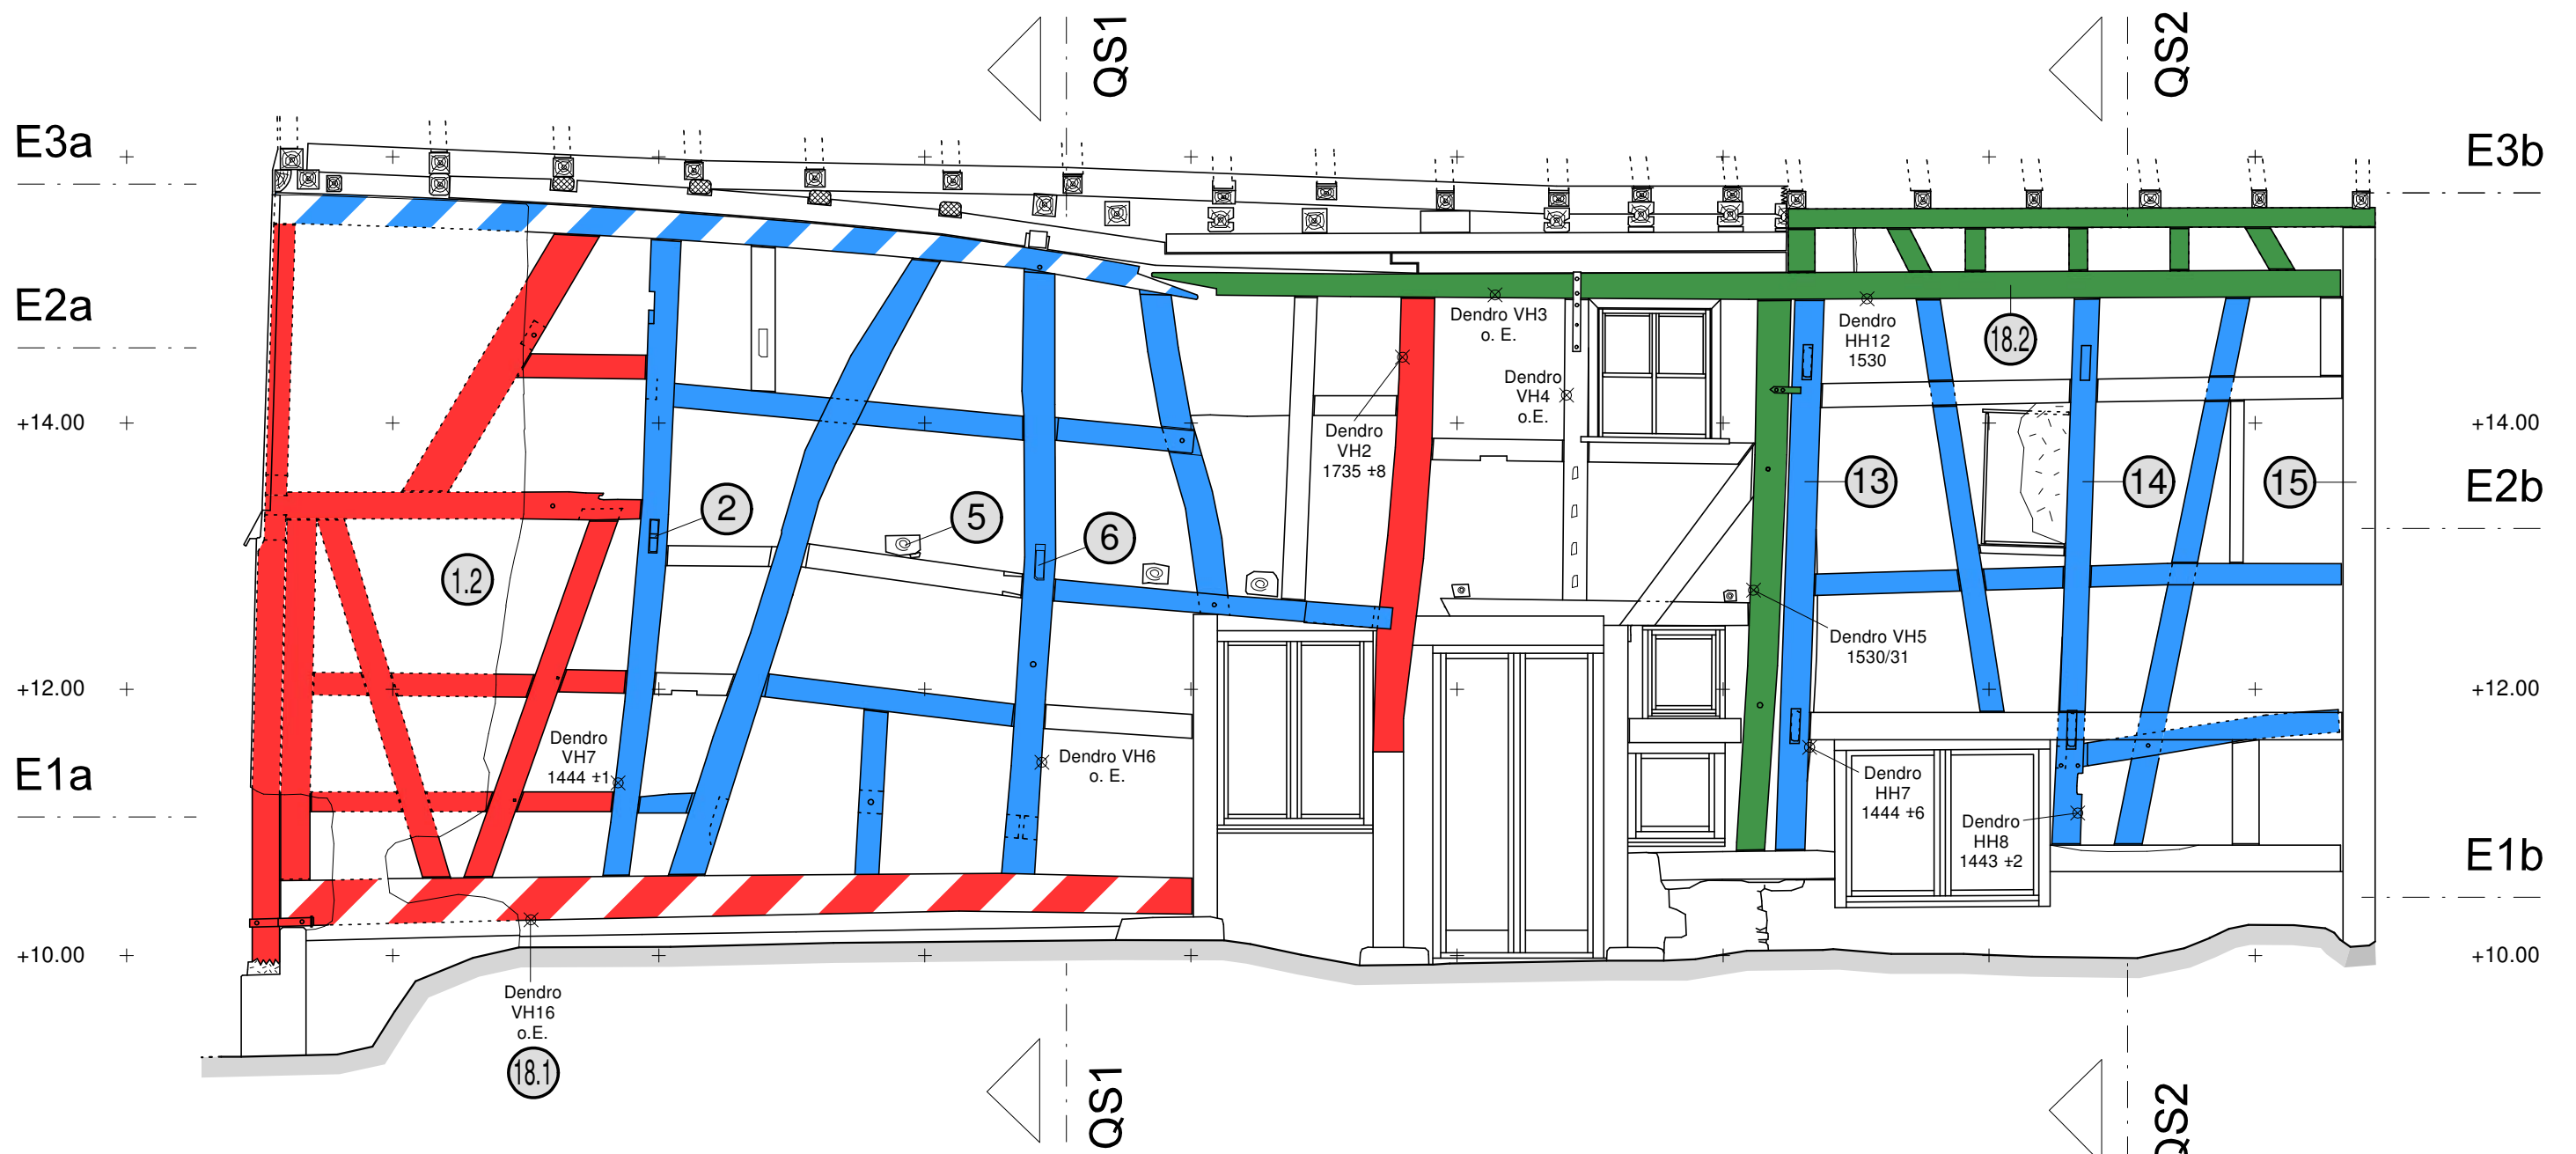 QS1
QS2
E3a
E3b
E2a
Dendro VH3
o. E.
Dendro
HH12
1530
18.2
Dendro
VH4
o.E.
+14.00
+14.00
Dendro
VH2
1735 ±8
2
5
6
13
14
15
E2b
1.2
Dendro VH5
1530/31
+12.00
+12.00
Dendro
VH7
1444 ±1
Dendro VH6
o. E.
E1a
Dendro
HH7
1444 ±6
Dendro
HH8
1443 ±2
E1b
+10.00
+10.00
Dendro
VH16
o.E.
18.1
QS1
QS2